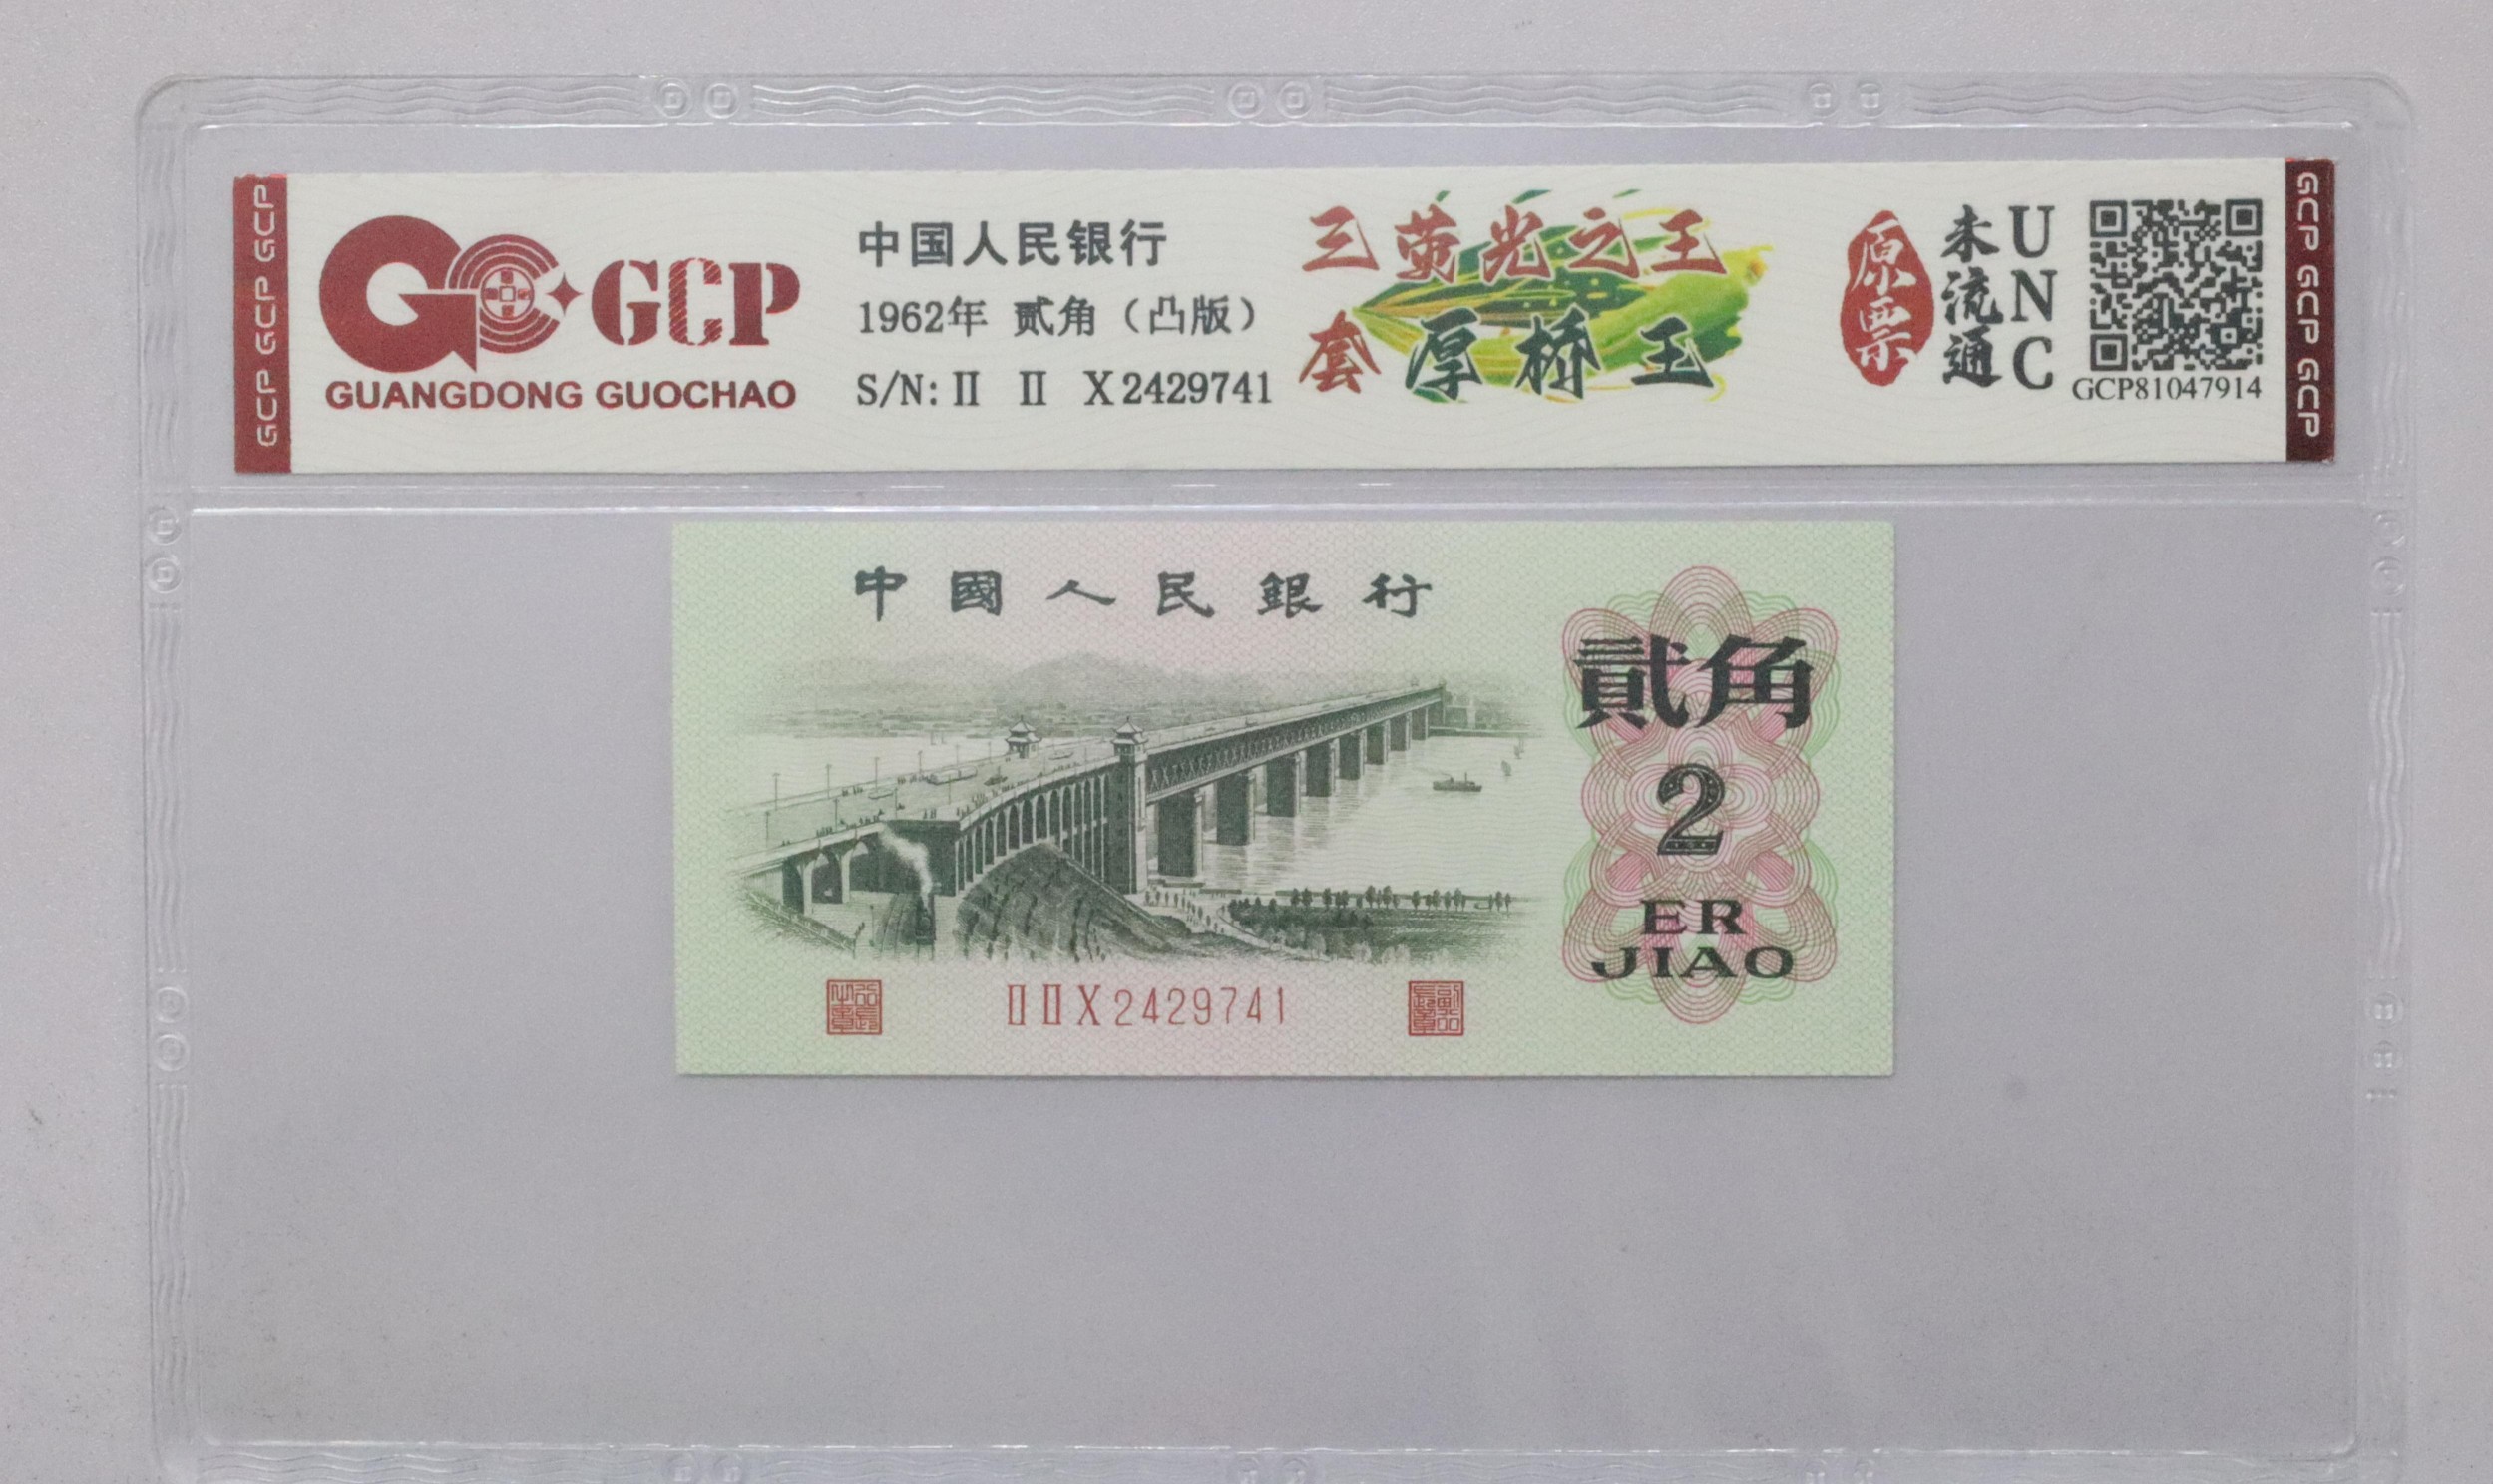 GCP GCP GCP
GCP
GUANGDONG GUOCHAO
中国人民银行
1962年 贰角（凸版）
S/N: II II X2429741
三荧光之王
套厚桥王
原票
未流通
UNC
GCP81047914
GCP GCP GCP
中國人民銀行
貳角
2
ER
JIAO
II II X 2429741